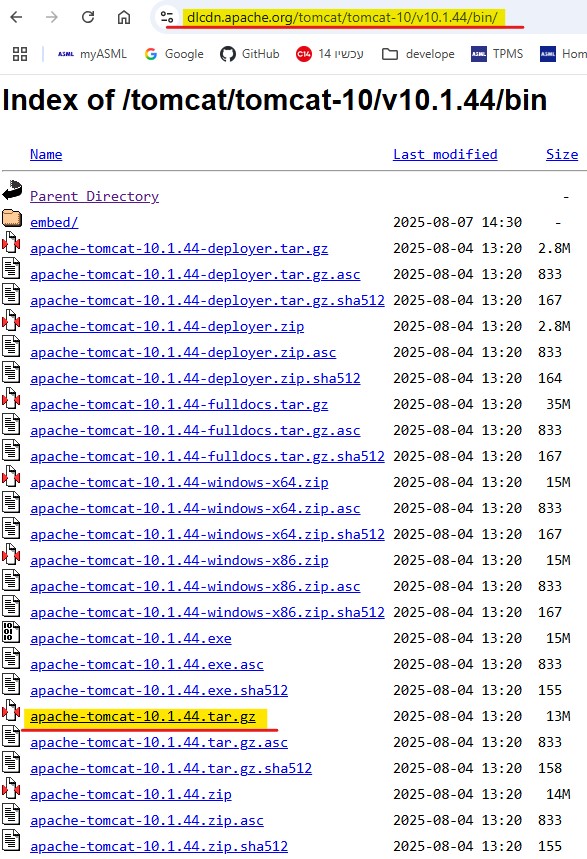 dlcdn.apache.org/tomcat/tomcat-10/v10.1.44/bin/
ASML myASML Google GitHub C14 עכשיו 14 develope ASML TPMS ASML Hom
Index of /tomcat/tomcat-10/v10.1.44/bin
Name Last modified Size
Parent Directory -
embed/ 2025-08-07 14:30 -
apache-tomcat-10.1.44-deployer.tar.gz 2025-08-04 13:20 2.8M
apache-tomcat-10.1.44-deployer.tar.gz.asc 2025-08-04 13:20 833
apache-tomcat-10.1.44-deployer.tar.gz.sha512 2025-08-04 13:20 167
apache-tomcat-10.1.44-deployer.zip 2025-08-04 13:20 2.8M
apache-tomcat-10.1.44-deployer.zip.asc 2025-08-04 13:20 833
apache-tomcat-10.1.44-deployer.zip.sha512 2025-08-04 13:20 164
apache-tomcat-10.1.44-fulldocs.tar.gz 2025-08-04 13:20 35M
apache-tomcat-10.1.44-fulldocs.tar.gz.asc 2025-08-04 13:20 833
apache-tomcat-10.1.44-fulldocs.tar.gz.sha512 2025-08-04 13:20 167
apache-tomcat-10.1.44-windows-x64.zip 2025-08-04 13:20 15M
apache-tomcat-10.1.44-windows-x64.zip.asc 2025-08-04 13:20 833
apache-tomcat-10.1.44-windows-x64.zip.sha512 2025-08-04 13:20 167
apache-tomcat-10.1.44-windows-x86.zip 2025-08-04 13:20 15M
apache-tomcat-10.1.44-windows-x86.zip.asc 2025-08-04 13:20 833
apache-tomcat-10.1.44-windows-x86.zip.sha512 2025-08-04 13:20 167
apache-tomcat-10.1.44.exe 2025-08-04 13:20 15M
apache-tomcat-10.1.44.exe.asc 2025-08-04 13:20 833
apache-tomcat-10.1.44.exe.sha512 2025-08-04 13:20 155
apache-tomcat-10.1.44.tar.gz 2025-08-04 13:20 13M
apache-tomcat-10.1.44.tar.gz.asc 2025-08-04 13:20 833
apache-tomcat-10.1.44.tar.gz.sha512 2025-08-04 13:20 158
apache-tomcat-10.1.44.zip 2025-08-04 13:20 14M
apache-tomcat-10.1.44.zip.asc 2025-08-04 13:20 833
apache-tomcat-10.1.44.zip.sha512 2025-08-04 13:20 155